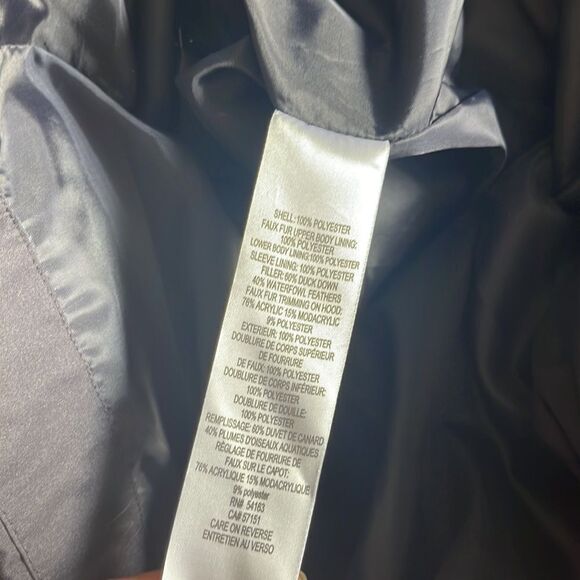 SHELL: 100% POLYESTER
FAUX FUR UPPER BODY LINING:
100% POLYESTER
LOWER BODY LINING:100% POLYESTER
SLEEVE LINING: 100% POLYESTER
FILLER: 60% DUCK DOWN
40% WATERFOWL FEATHERS
FAUX FUR TRIMMING ON HOOD:
76% ACRYLIC 15% MODACRYLIC
9% POLYESTER
EXTERIEUR: 100% POLYESTER
DOUBLURE DE CORPS SUPÉRIEUR
DE FOURRURE
DE FAUX: 100% POLYESTER
DOUBLURE DE CORPS INFÉRIEUR:
100% POLYESTER
DOUBLURE DE DOUILLE:
100% POLYESTER
REMPLISSAGE: 60% DUVET DE CANARD
40% PLUMES D'OISEAUX AQUATIQUES
RÉGLAGE DE FOURRURE DE
FAUX SUR LE CAPOT:
76% ACRYLIQUE 15% MODACRYLIQUE
9% polyester
RN# 54163
CA# 57151
CARE ON REVERSE
ENTRETIEN AU VERSO